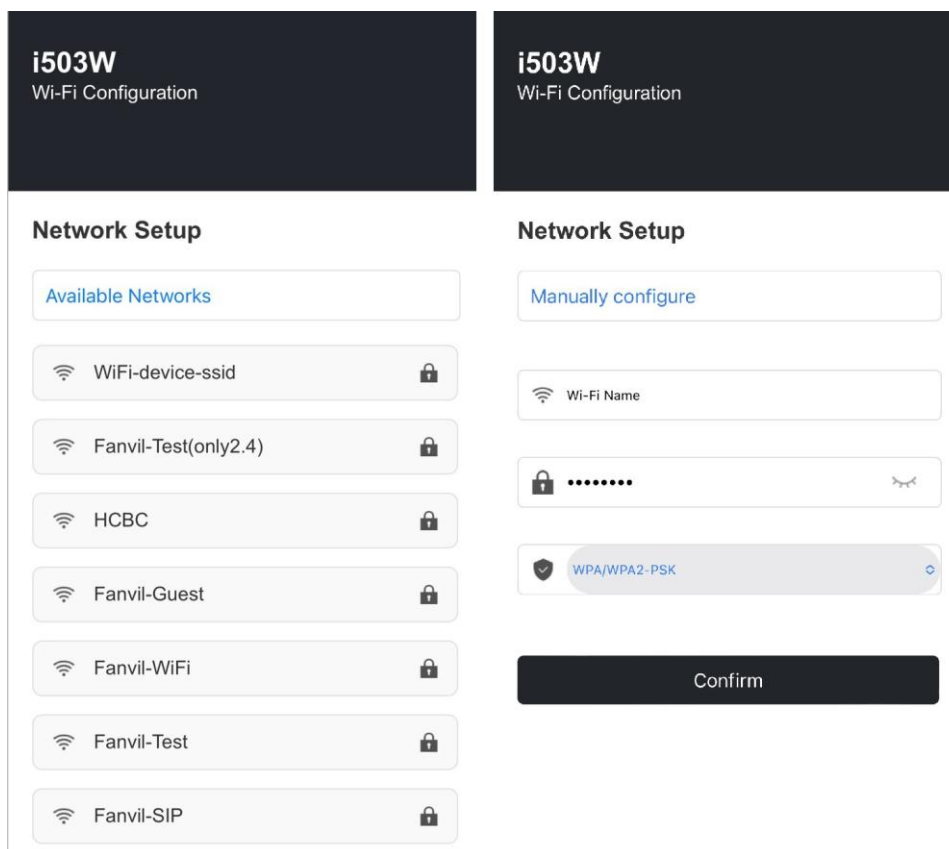 i503W
Wi-Fi Configuration
Network Setup
Available Networks
WiFi-device-ssid
Fanvil-Test(only2.4)
HCBC
Fanvil-Guest
Fanvil-WiFi
Fanvil-Test
Fanvil-SIP
i503W
Wi-Fi Configuration
Network Setup
Manually configure
Wi-Fi Name
••••••••
WPA/WPA2-PSK
Confirm